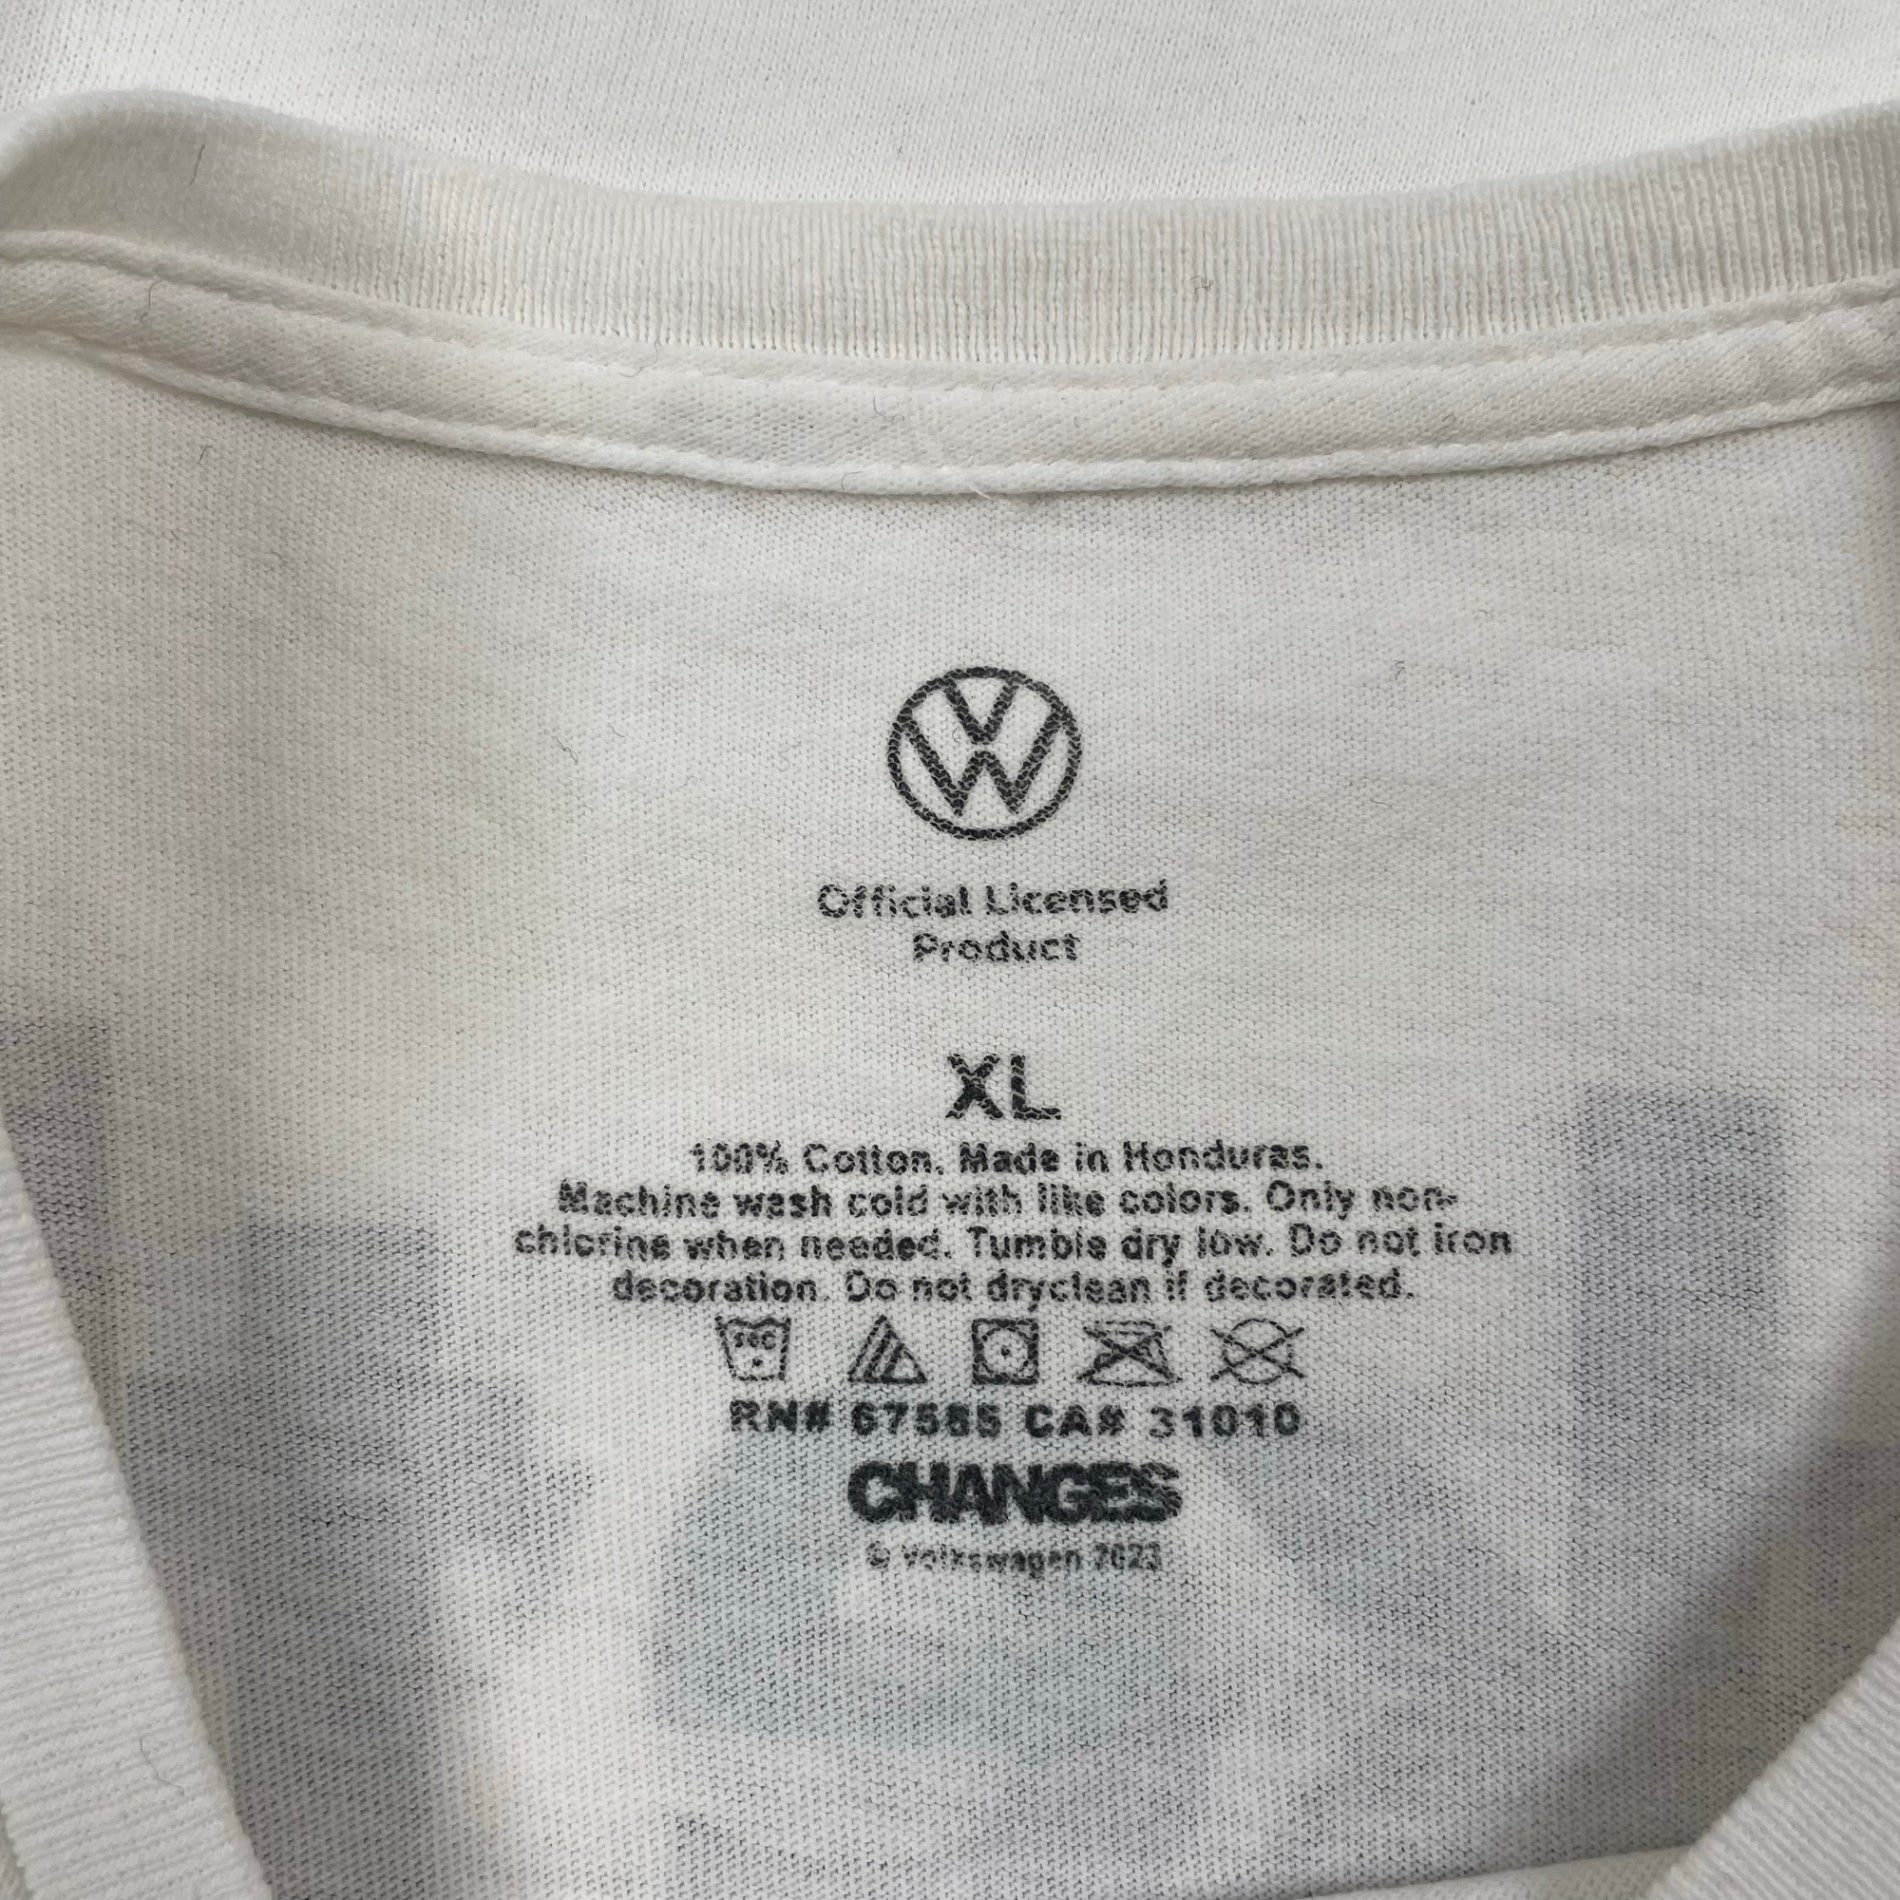 Official Licensed
Product
XL
100% Cotton. Made in Honduras.
Machine wash cold with like colors. Only non-
chlorine when needed. Tumble dry low. Do not iron
decoration. Do not dryclean if decorated.
RN# 67585 CA# 31010
CHANGES
© Volkswagen 2023